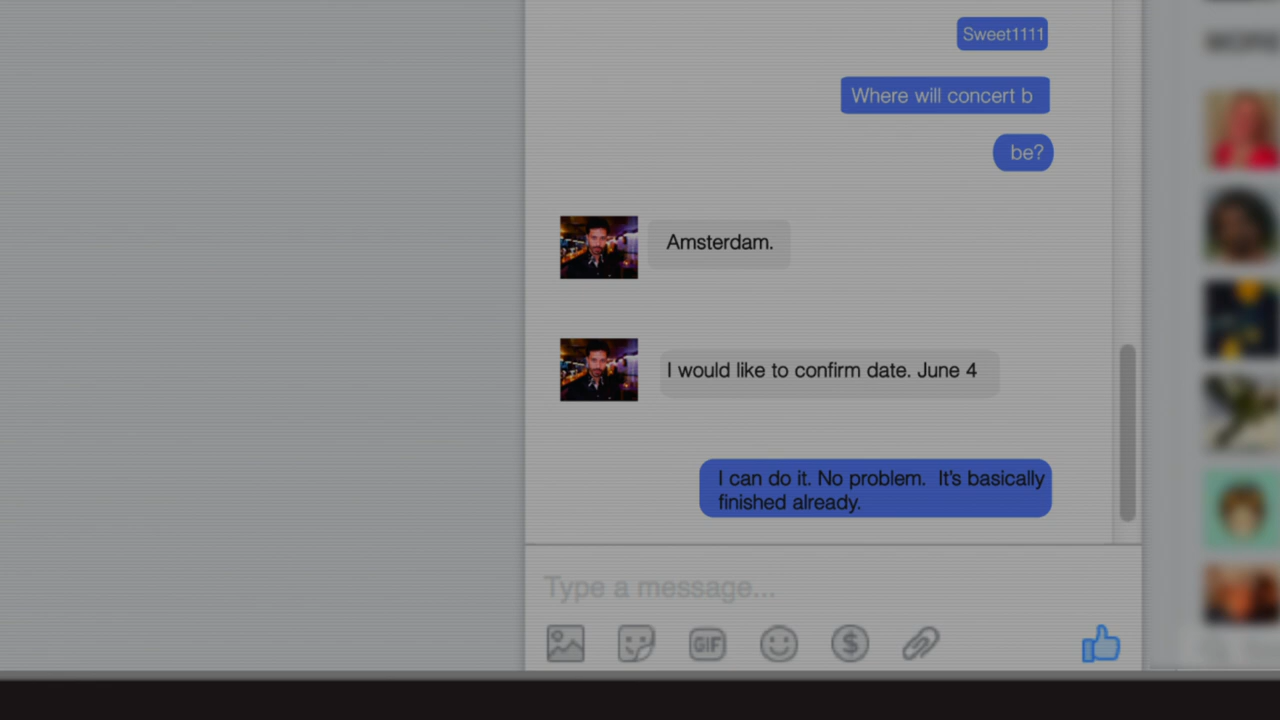 Sweet1111
Where will concert b
be?
Amsterdam.
I would like to confirm date. June 4
I can do it. No problem. It's basically
finished already.
Type a message...
GIF
$